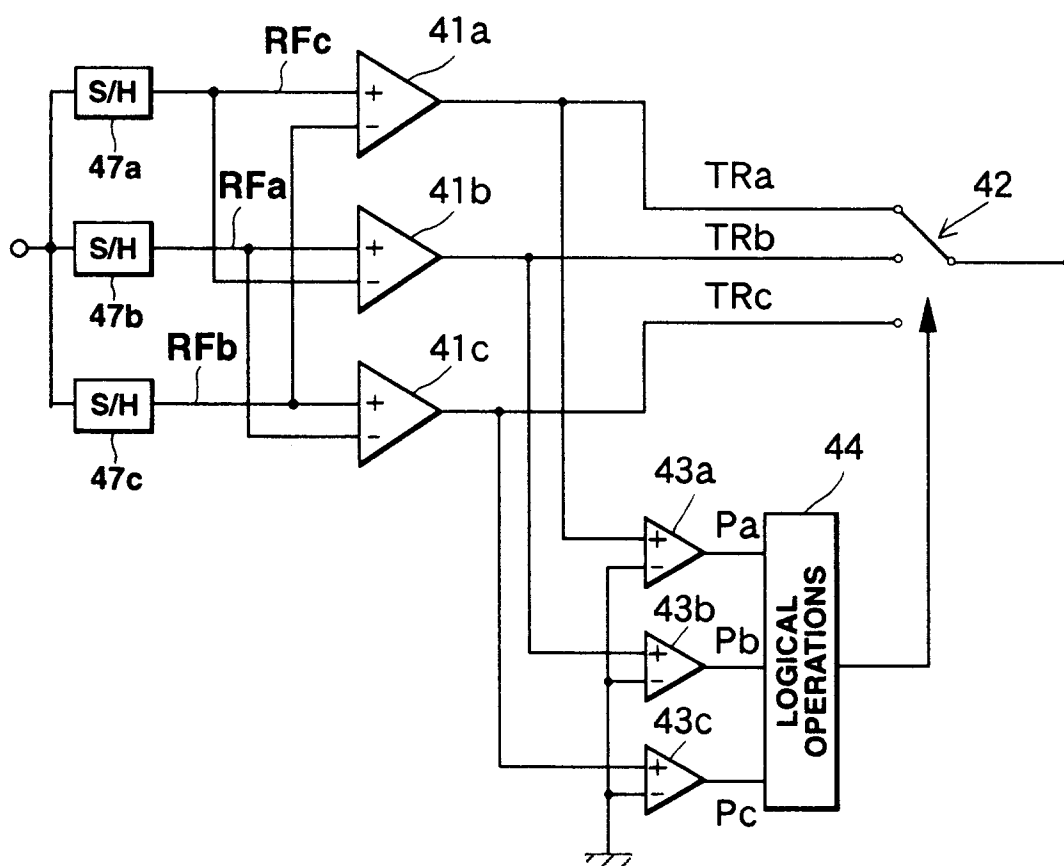 RFc
41a
S/H
+
−
47a
TRa
42
RFa
41b
S/H
+
−
TRb
47b
TRc
RFb
41c
S/H
+
−
47c
43a
44
Pa
+
−
43b
Pb
+
−
LOGICAL
OPERATIONS
43c
+
−
Pc